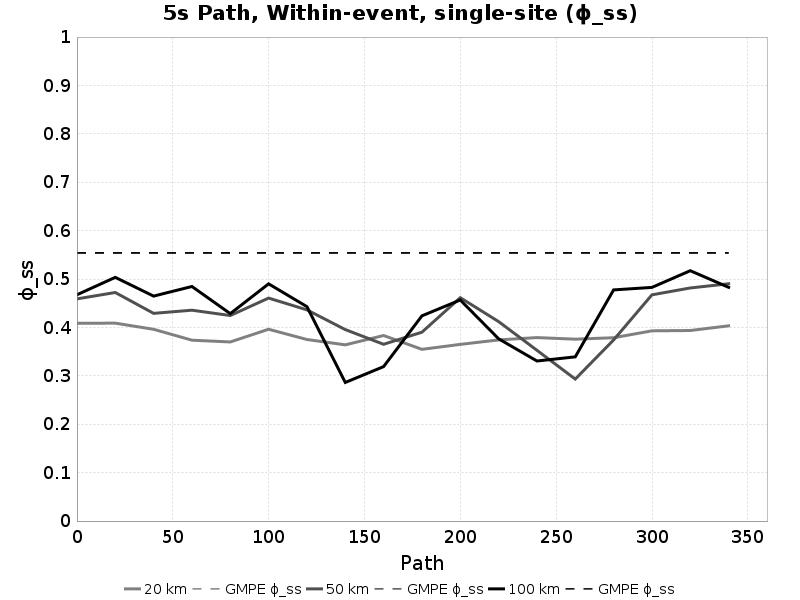 5s Path, Within-event, single-site (ϕ_ss)
1
0.9
0.8
0.7
0.6
0.5
0.4
0.3
0.2
0.1
0
ϕ_ss
0 50 100 150 200 250 300 350
Path
20 km GMPE ϕ_ss 50 km GMPE ϕ_ss 100 km GMPE ϕ_ss